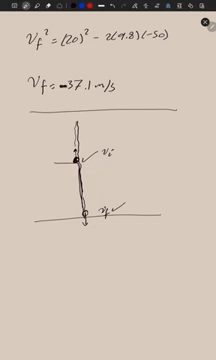 Vf² = (20)² - 2(9.8)(-50)
Vf = -37.1 m/s
Vi
Vf